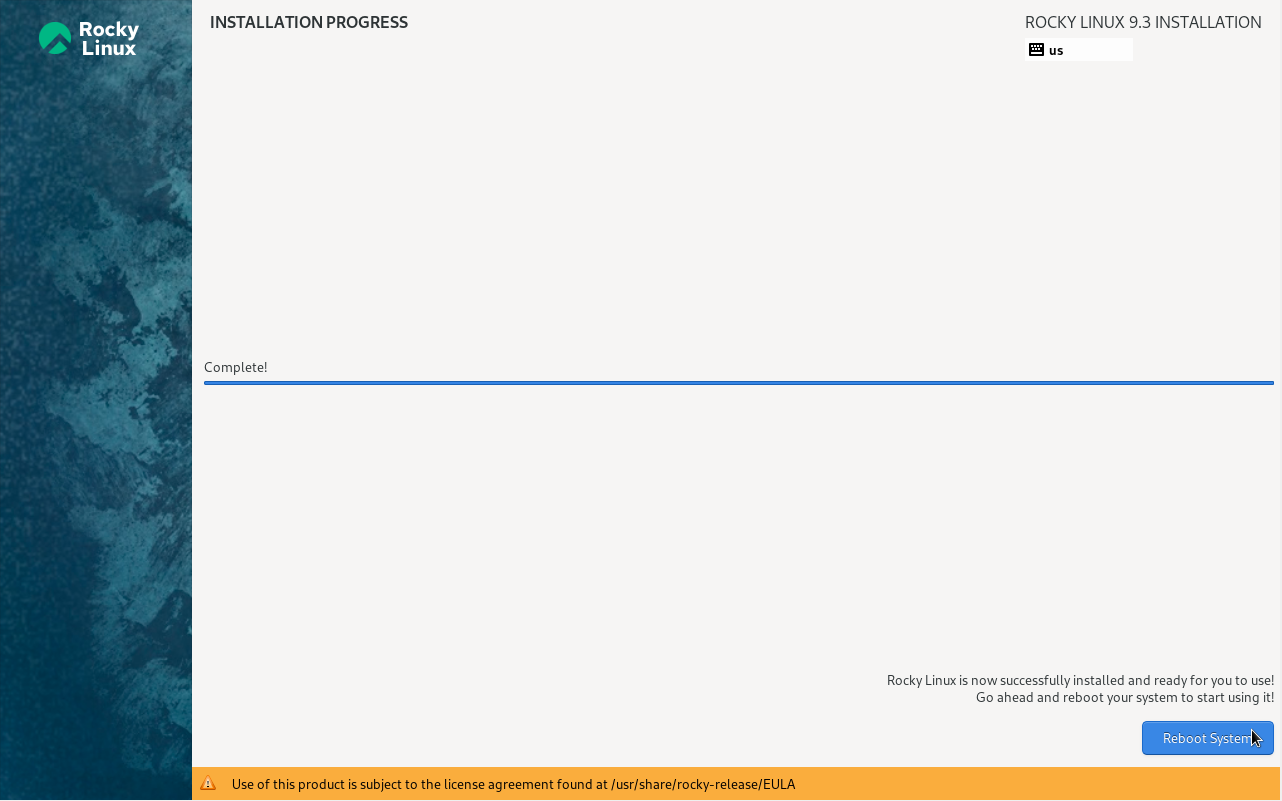 Rocky
Linux
INSTALLATION PROGRESS
ROCKY LINUX 9.3 INSTALLATION
us
Complete!
Rocky Linux is now successfully installed and ready for you to use!
Go ahead and reboot your system to start using it!
Reboot System
Use of this product is subject to the license agreement found at /usr/share/rocky-release/EULA